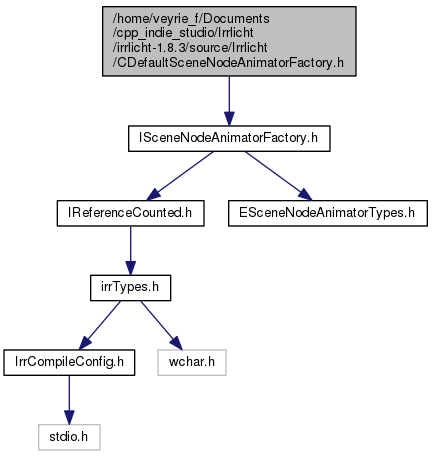 /home/veyrie_f/Documents
/cpp_indie_studio/Irrlicht
/irrlicht-1.8.3/source/Irrlicht
/CDefaultSceneNodeAnimatorFactory.h
ISceneNodeAnimatorFactory.h
IReferenceCounted.h
ESceneNodeAnimatorTypes.h
irrTypes.h
IrrCompileConfig.h
wchar.h
stdio.h